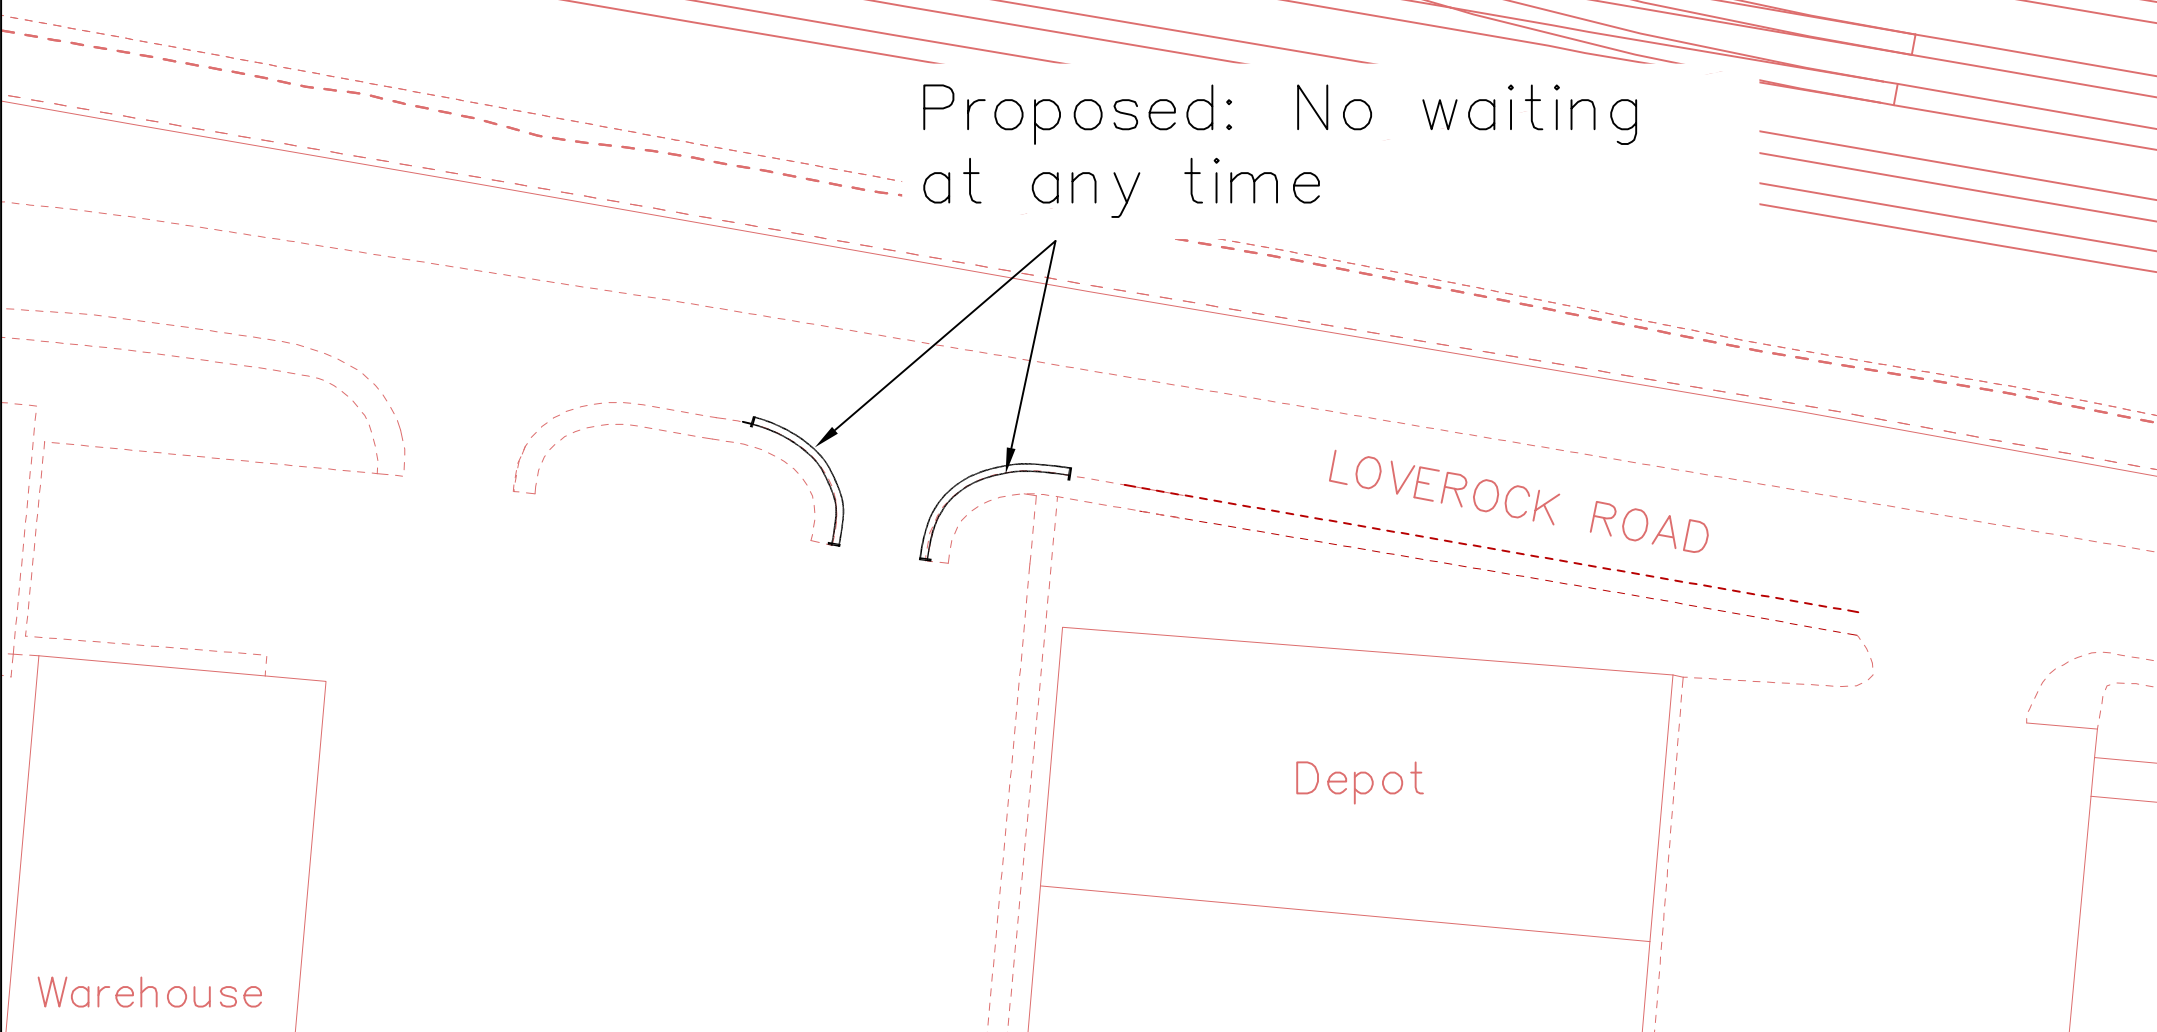 Proposed: No waiting
at any time
LOVEROCK ROAD
Depot
Warehouse